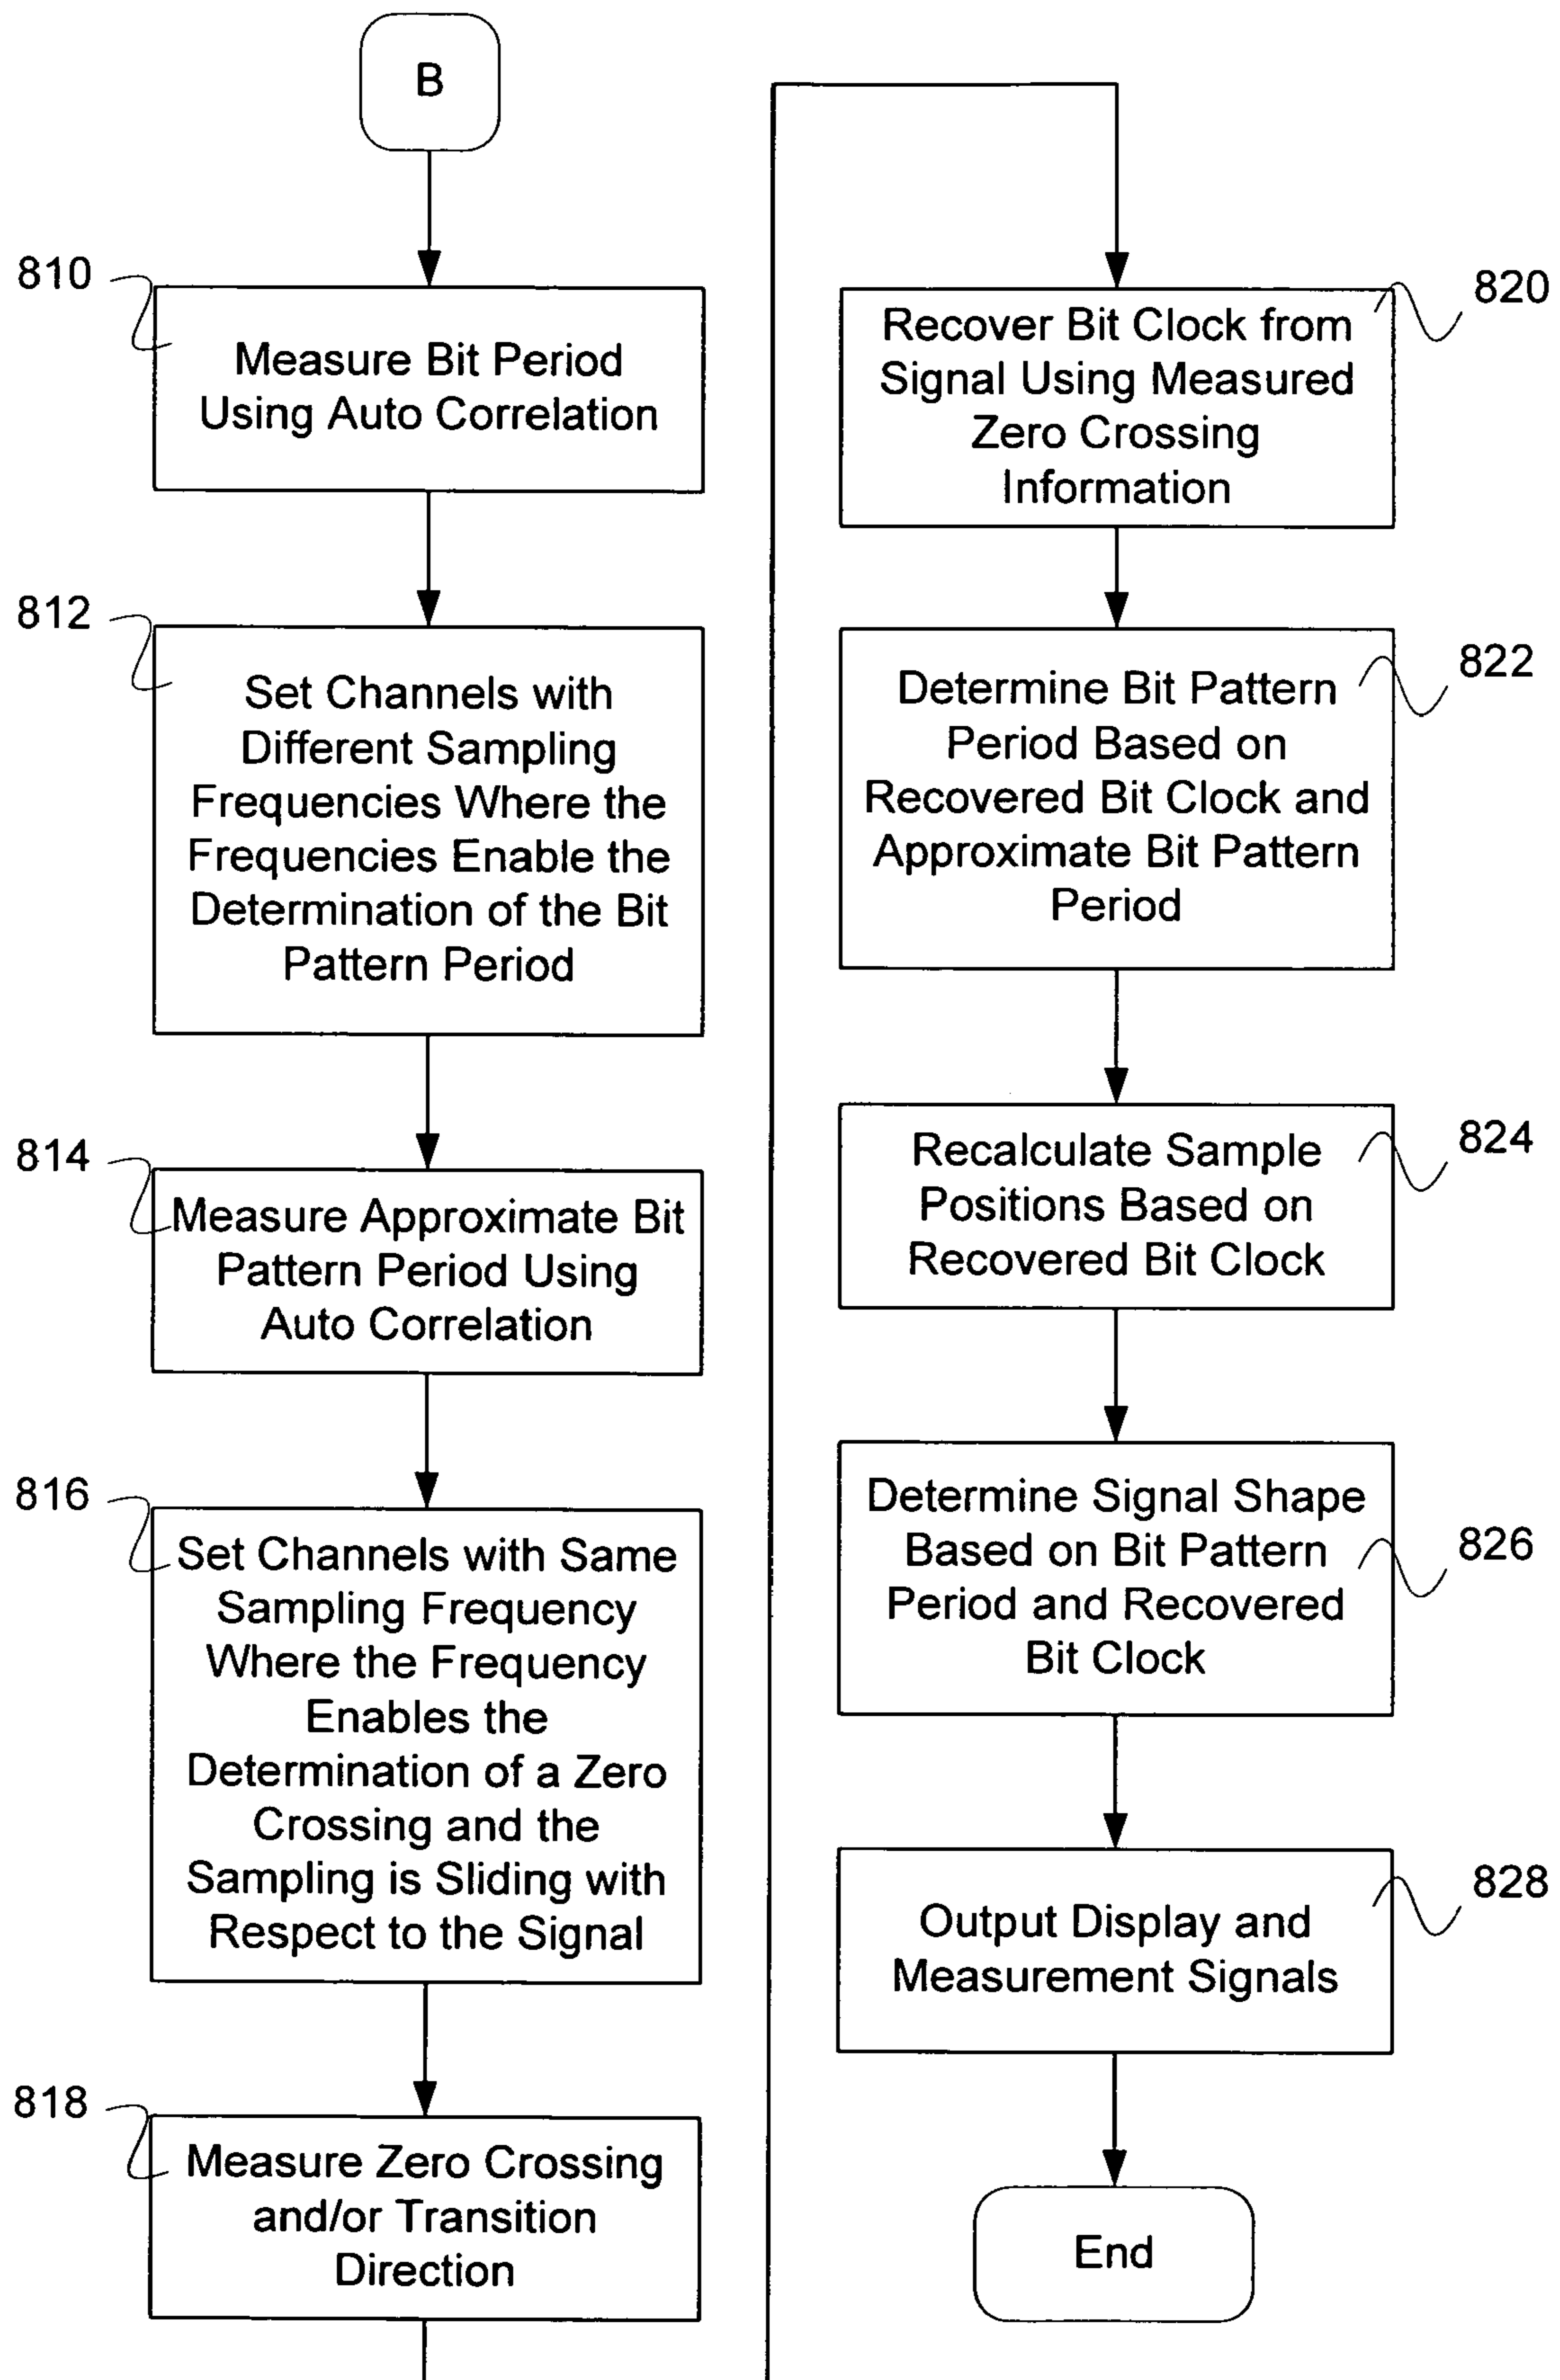 B
810
Measure Bit Period
Using Auto Correlation
812
Set Channels with
Different Sampling
Frequencies Where the
Frequencies Enable the
Determination of the Bit
Pattern Period
814
Measure Approximate Bit
Pattern Period Using
Auto Correlation
816
Set Channels with Same
Sampling Frequency
Where the Frequency
Enables the
Determination of a Zero
Crossing and the
Sampling is Sliding with
Respect to the Signal
818
Measure Zero Crossing
and/or Transition
Direction
820
Recover Bit Clock from
Signal Using Measured
Zero Crossing
Information
822
Determine Bit Pattern
Period Based on
Recovered Bit Clock and
Approximate Bit Pattern
Period
824
Recalculate Sample
Positions Based on
Recovered Bit Clock
826
Determine Signal Shape
Based on Bit Pattern
Period and Recovered
Bit Clock
828
Output Display and
Measurement Signals
End